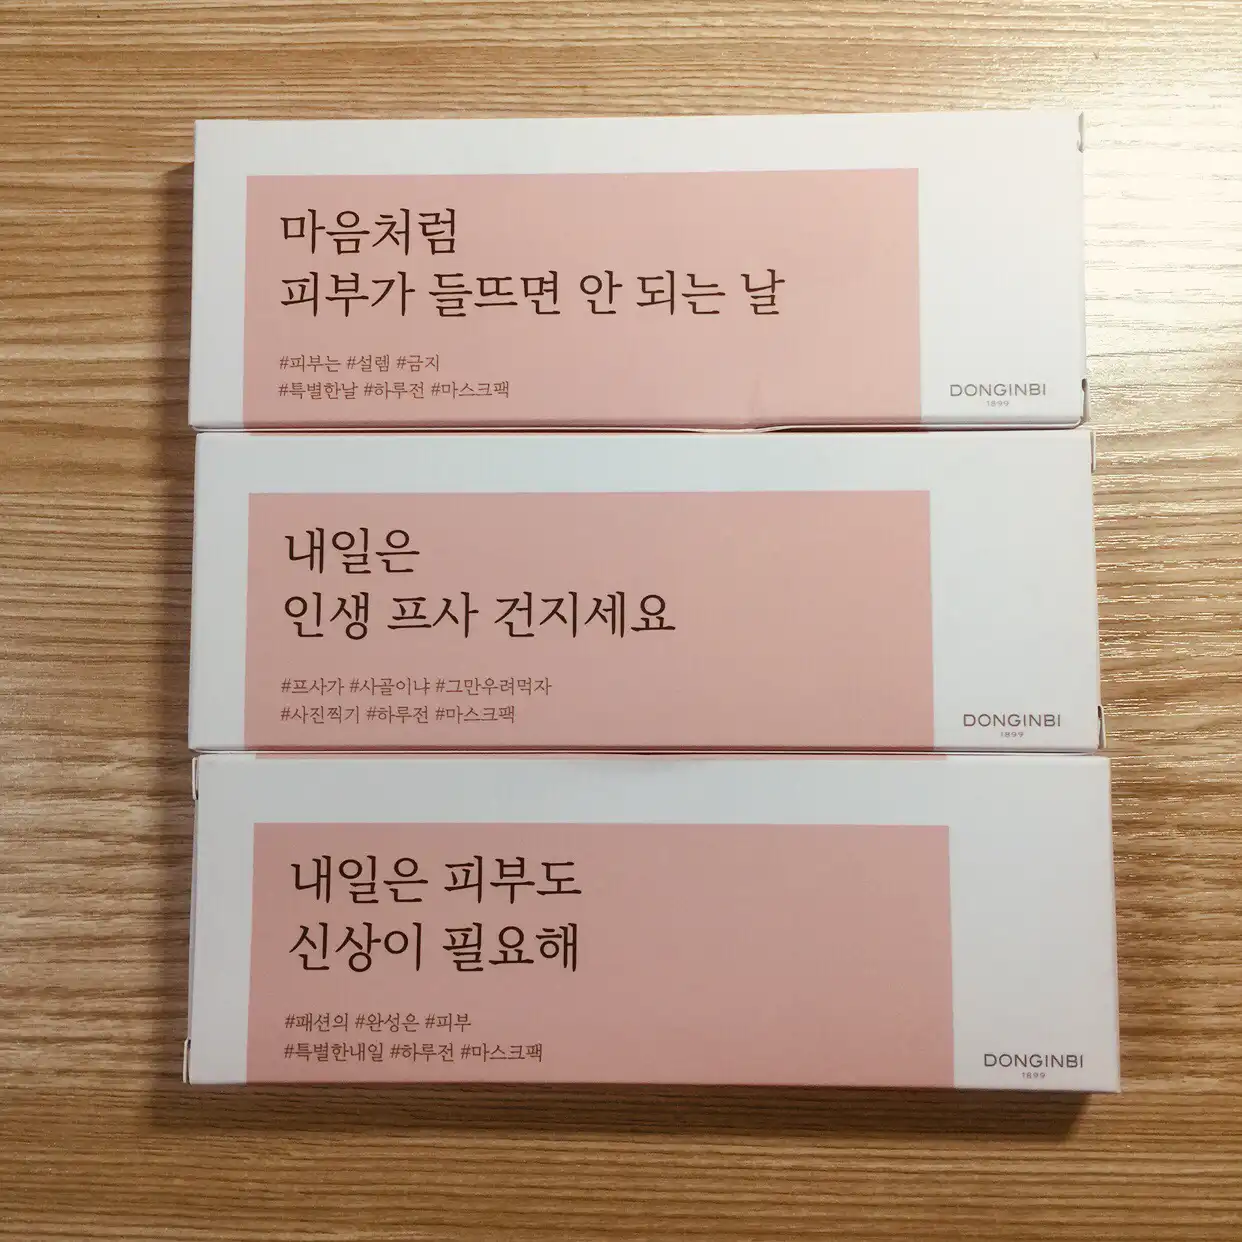 마음처럼
피부가 들뜨면 안 되는 날
#피부는 #설렘 #금지
#특별한날 #하루전 #마스크팩
DONGINBI
1899
내일은
인생 프사 건지세요
#프사가 #사골이냐 #그만우려먹자
#사진찍기 #하루전 #마스크팩
DONGINBI
1899
내일은 피부도
신상이 필요해
#패션의 #완성은 #피부
#특별한내일 #하루전 #마스크팩
DONGINBI
1899